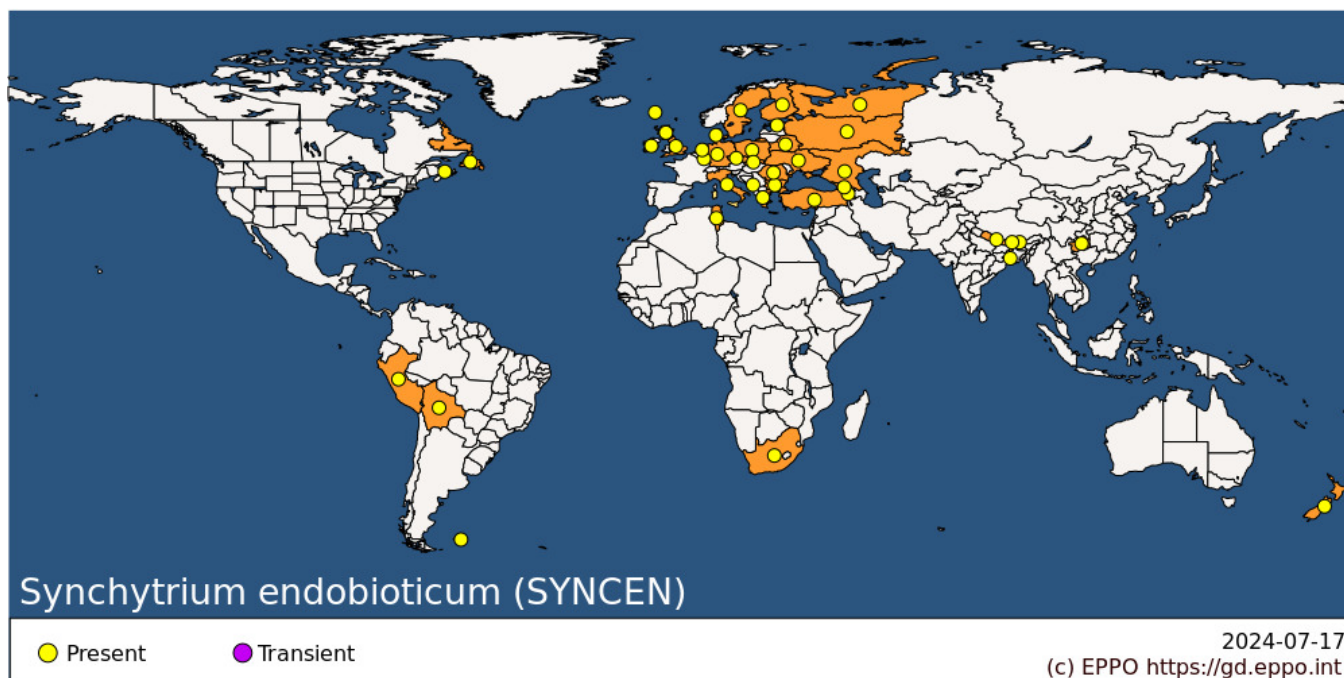 Synchytrium endobioticum (SYNCEN)
Present
Transient
2024-07-17
(c) EPPO https://gd.eppo.int